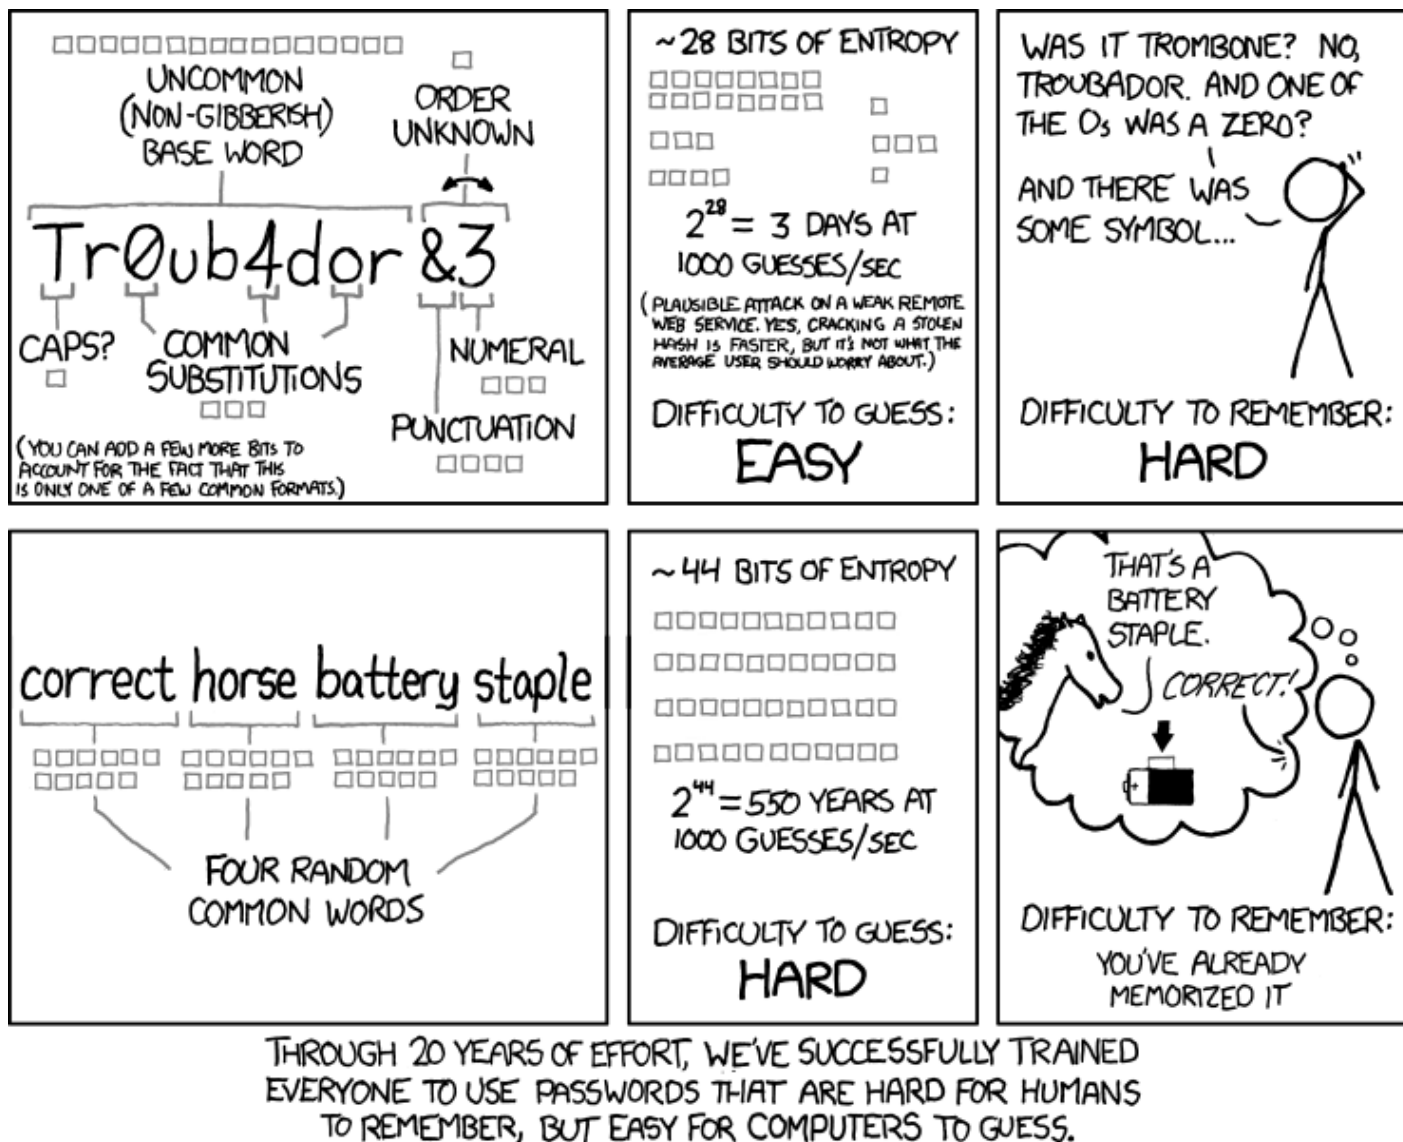 UNCOMMON
(NON-GIBBERISH)
BASE WORD
ORDER
UNKNOWN
Tr0ub4dor &3
CAPS?
COMMON
SUBSTITUTIONS
NUMERAL
PUNCTUATION
(YOU CAN ADD A FEW MORE BITS TO
ACCOUNT FOR THE FACT THAT THIS
IS ONLY ONE OF A FEW COMMON FORMATS.)
~28 BITS OF ENTROPY
2^28 = 3 DAYS AT
1000 GUESSES/SEC
(PLAUSIBLE ATTACK ON A WEAK REMOTE
WEB SERVICE. YES, CRACKING A STOLEN
HASH IS FASTER, BUT IT'S NOT WHAT THE
AVERAGE USER SHOULD WORRY ABOUT.)
DIFFICULTY TO GUESS:
EASY
WAS IT TROMBONE? NO,
TROUBADOR. AND ONE OF
THE Os WAS A ZERO?
AND THERE WAS
SOME SYMBOL...
DIFFICULTY TO REMEMBER:
HARD
correct horse battery staple
FOUR RANDOM
COMMON WORDS
~44 BITS OF ENTROPY
2^44 = 550 YEARS AT
1000 GUESSES/SEC
DIFFICULTY TO GUESS:
HARD
THAT'S A
BATTERY
STAPLE.
CORRECT!
DIFFICULTY TO REMEMBER:
YOU'VE ALREADY
MEMORIZED IT
THROUGH 20 YEARS OF EFFORT, WE'VE SUCCESSFULLY TRAINED
EVERYONE TO USE PASSWORDS THAT ARE HARD FOR HUMANS
TO REMEMBER, BUT EASY FOR COMPUTERS TO GUESS.